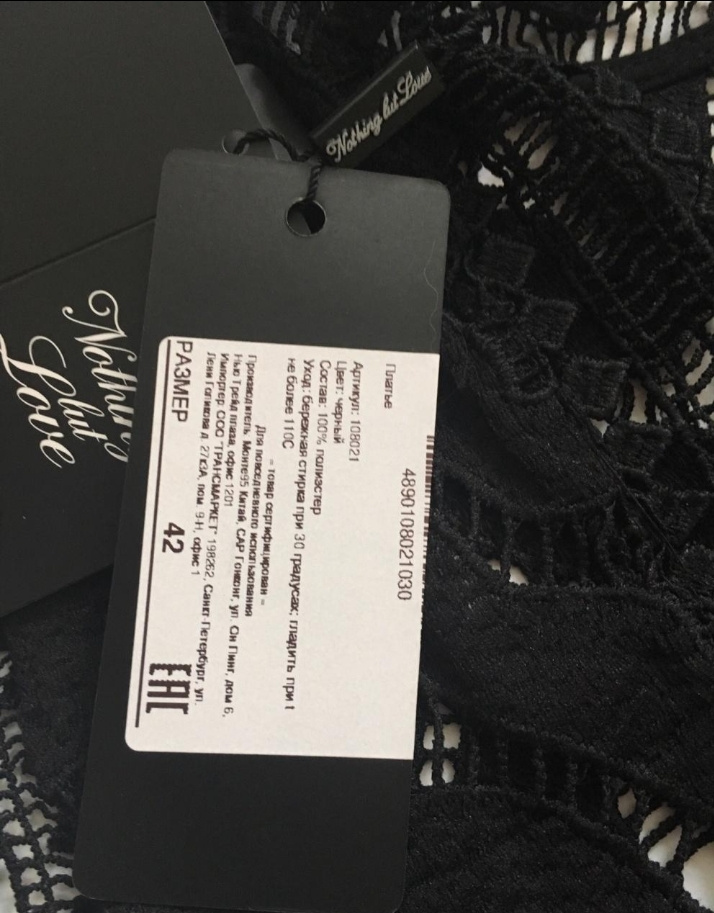 Nothing but Love
Nothing
but
Love
4890108021030
Платье
Артикул: 108021
Цвет: черный
Состав: 100% полиэстер
Уход: бережная стирка при 30 градусах; гладить при t
не более 110С
- товар сертифицирован -
Для повседневного использования
Производитель: Монте95 Китай, САР Гонконг, ул. Он Пинг, дом 6,
Нью Трейд плаза, офис 1201
Импортер: ООО "ТРАНСМАРКЕТ" 198262, Санкт-Петербург, ул.
Лени Голикова д. 27к3А, пом. 9-Н, офис 1
РАЗМЕР 42 EAC